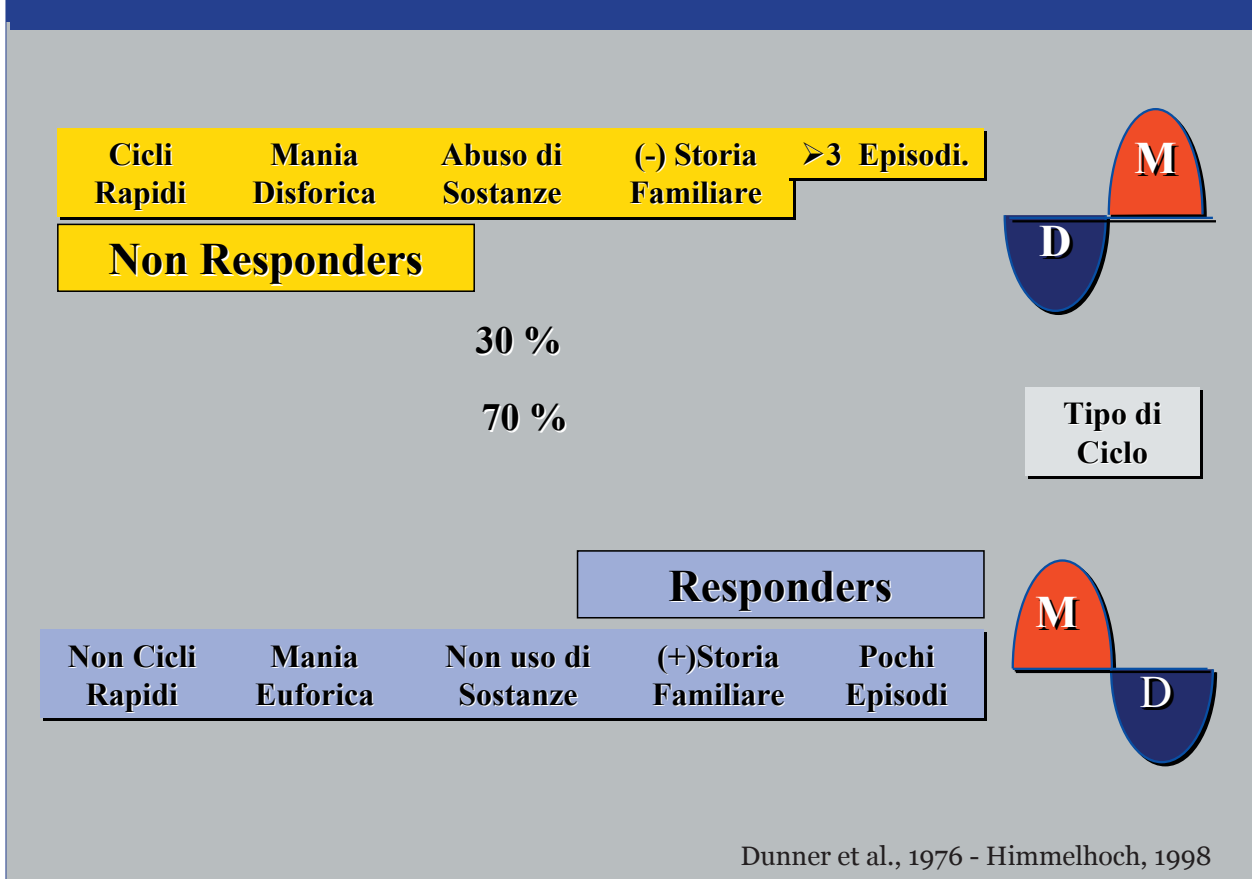 Cicli Rapidi
Mania Disforica
Abuso di Sostanze
(-) Storia Familiare
➢3 Episodi.
M
D
Non Responders
30 %
70 %
Tipo di Ciclo
Responders
M
D
Non Cicli Rapidi
Mania Euforica
Non uso di Sostanze
(+)Storia Familiare
Pochi Episodi
Dunner et al., 1976 - Himmelhoch, 1998